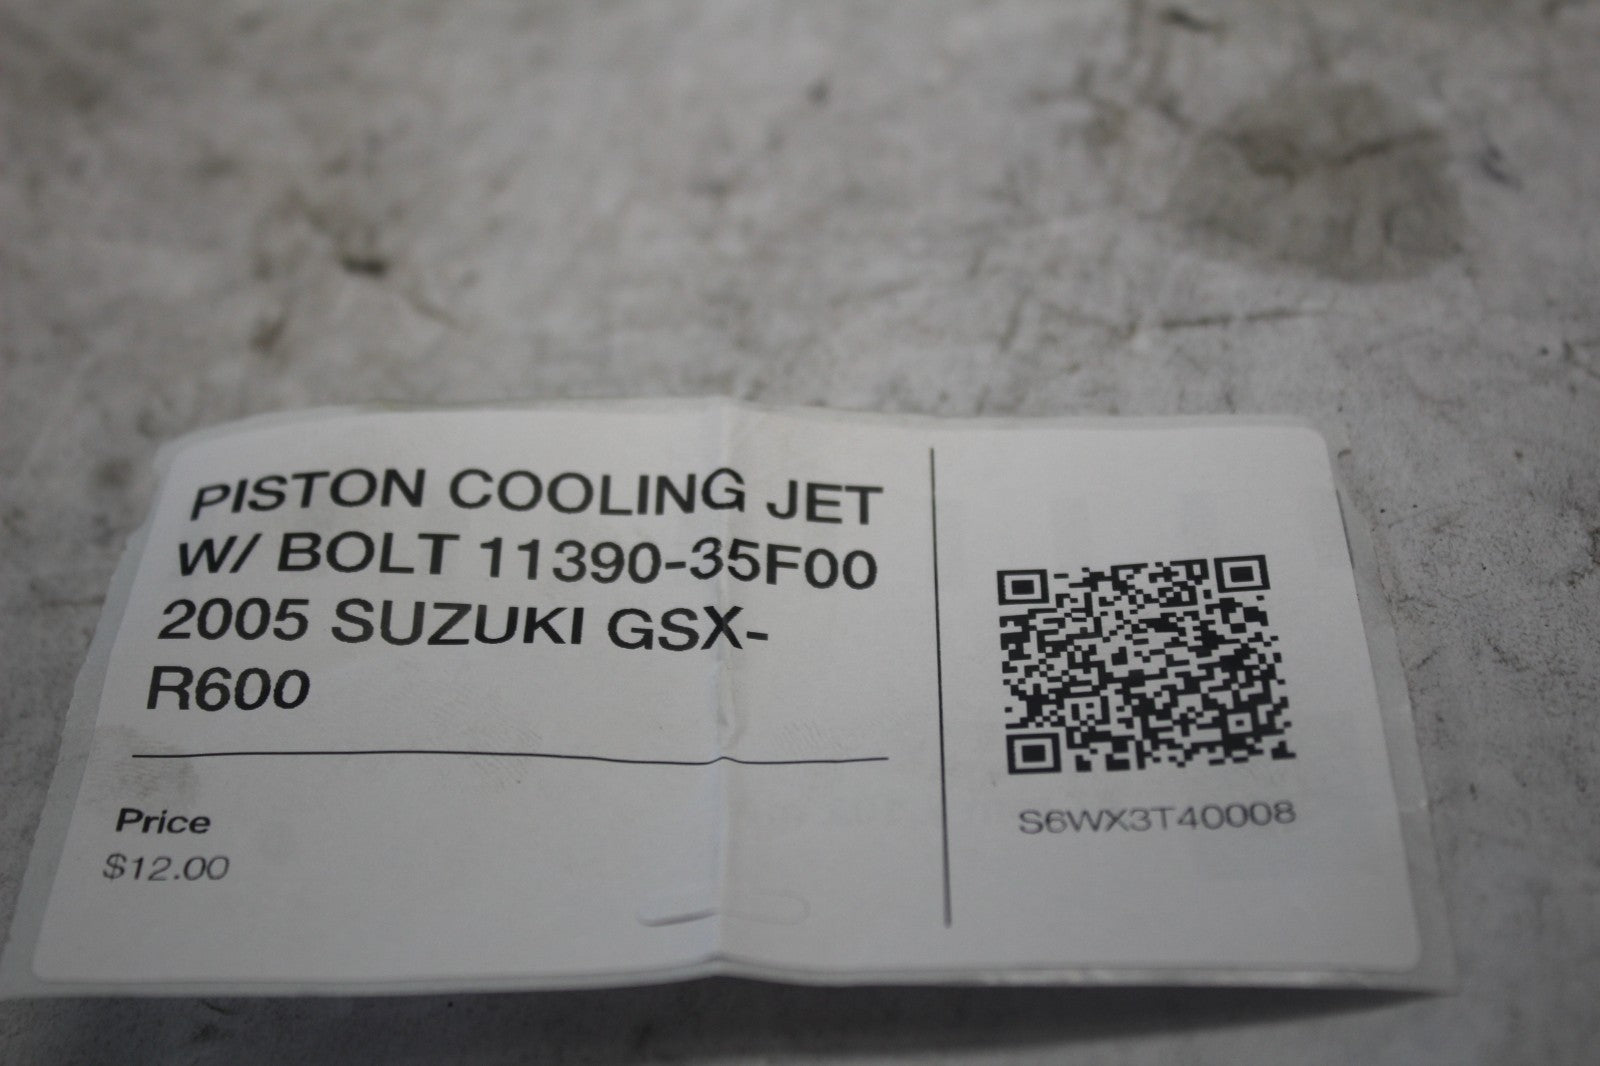 PISTON COOLING JET
W/ BOLT 11390-35F00
2005 SUZUKI GSX-
R600
Price
$12.00
S6WX3T40008